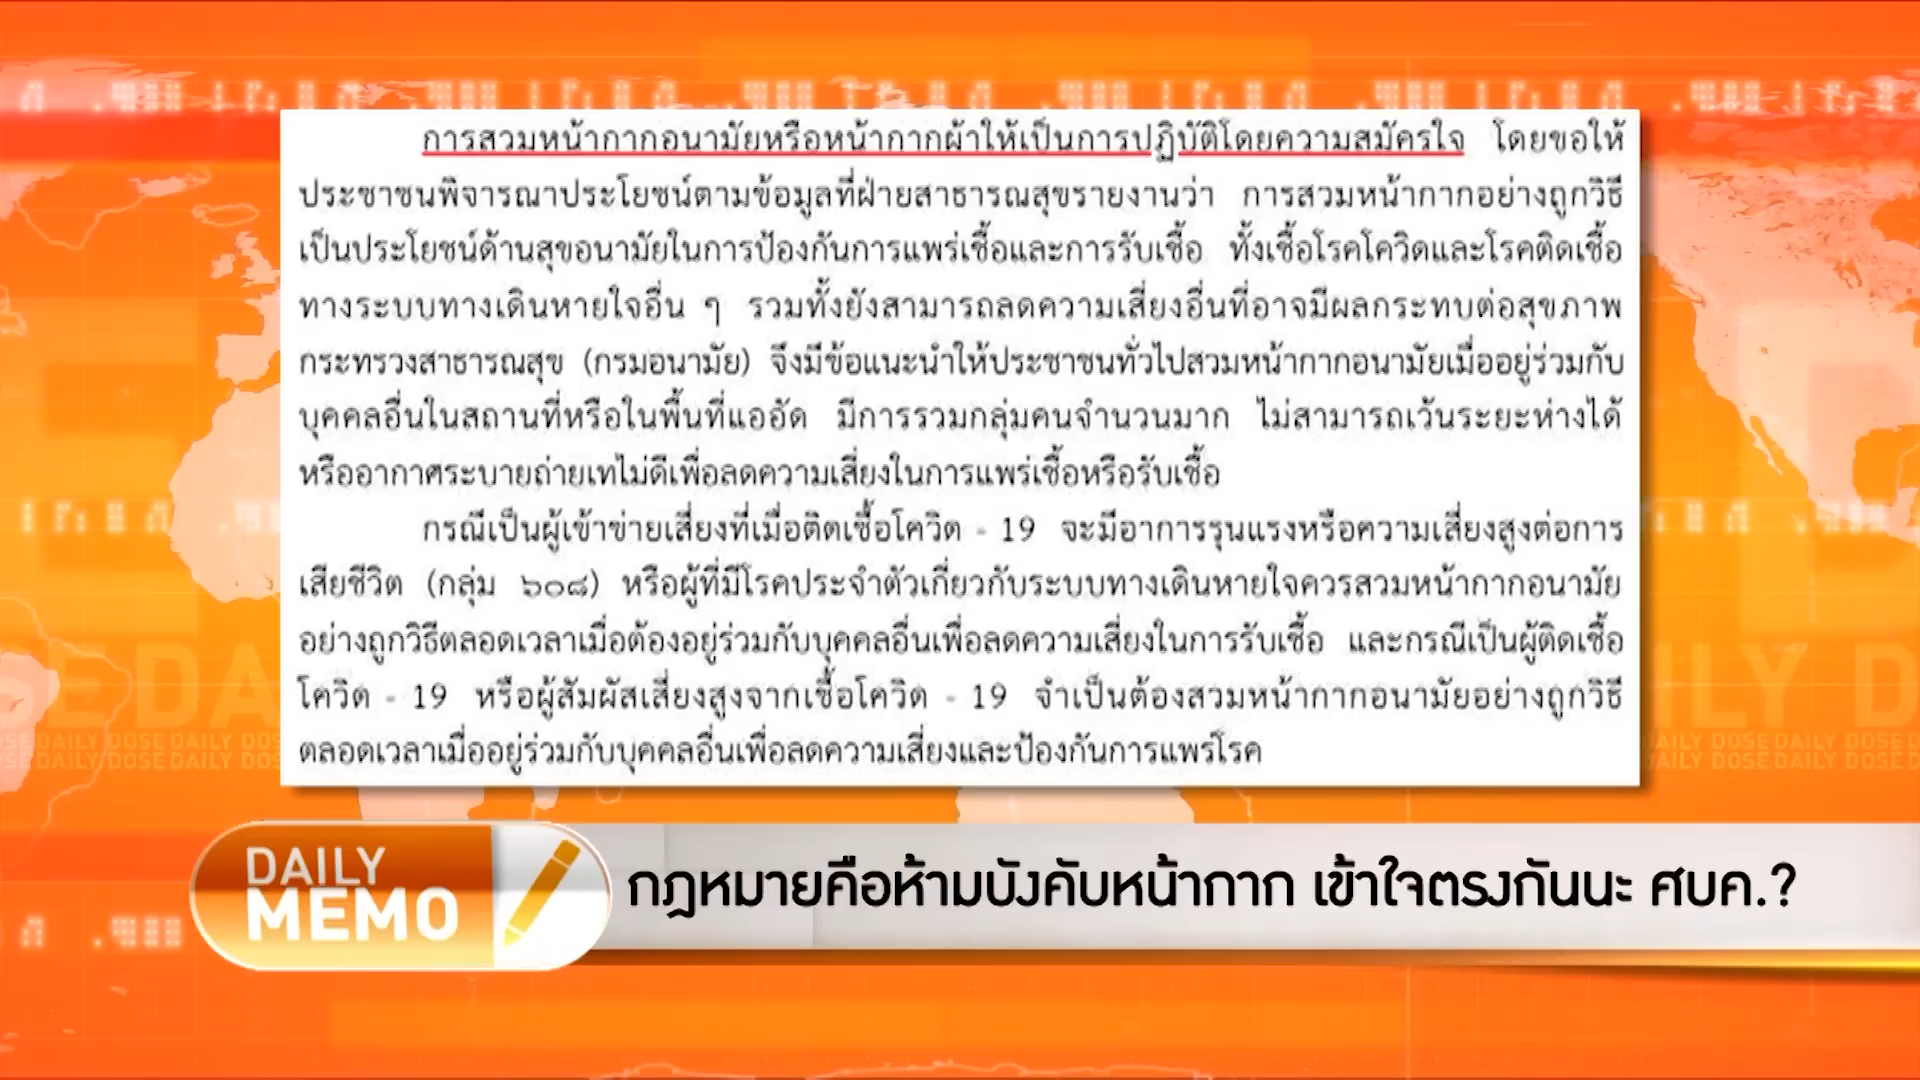 การสวมหน้ากากอนามัยหรือหน้ากากผ้าให้เป็นการปฏิบัติโดยความสมัครใจ โดยขอให้
ประชาชนพิจารณาประโยชน์ตามข้อมูลที่ฝ่ายสาธารณสุขรายงานว่า การสวมหน้ากากอย่างถูกวิธี
เป็นประโยชน์ด้านสุขอนามัยในการป้องกันการแพร่เชื้อและการรับเชื้อ ทั้งเชื้อโรคโควิดและโรคติดเชื้อ
ทางระบบทางเดินหายใจอื่น ๆ รวมทั้งยังสามารถลดความเสี่ยงอื่นที่อาจมีผลกระทบต่อสุขภาพ
กระทรวงสาธารณสุข (กรมอนามัย) จึงมีข้อแนะนำให้ประชาชนทั่วไปสวมหน้ากากอนามัยเมื่ออยู่ร่วมกับ
บุคคลอื่นในสถานที่หรือในพื้นที่แออัด มีการรวมกลุ่มคนจำนวนมาก ไม่สามารถเว้นระยะห่างได้
หรืออากาศระบายถ่ายเทไม่ดีเพื่อลดความเสี่ยงในการแพร่เชื้อหรือรับเชื้อ
กรณีเป็นผู้เข้าข่ายเสี่ยงที่เมื่อติดเชื้อโควิด - 19 จะมีอาการรุนแรงหรือความเสี่ยงสูงต่อการ
เสียชีวิต (กลุ่ม ๖๐๘) หรือผู้ที่มีโรคประจำตัวเกี่ยวกับระบบทางเดินหายใจควรสวมหน้ากากอนามัย
อย่างถูกวิธีตลอดเวลาเมื่อต้องอยู่ร่วมกับบุคคลอื่นเพื่อลดความเสี่ยงในการรับเชื้อ และกรณีเป็นผู้ติดเชื้อ
โควิด - 19 หรือผู้สัมผัสเสี่ยงสูงจากเชื้อโควิด - 19 จำเป็นต้องสวมหน้ากากอนามัยอย่างถูกวิธี
ตลอดเวลาเมื่ออยู่ร่วมกับบุคคลอื่นเพื่อลดความเสี่ยงและป้องกันการแพร่โรค
DAILY
MEMO
กฎหมายคือห้ามบังคับหน้ากาก เข้าใจตรงกันนะ ศบค.?